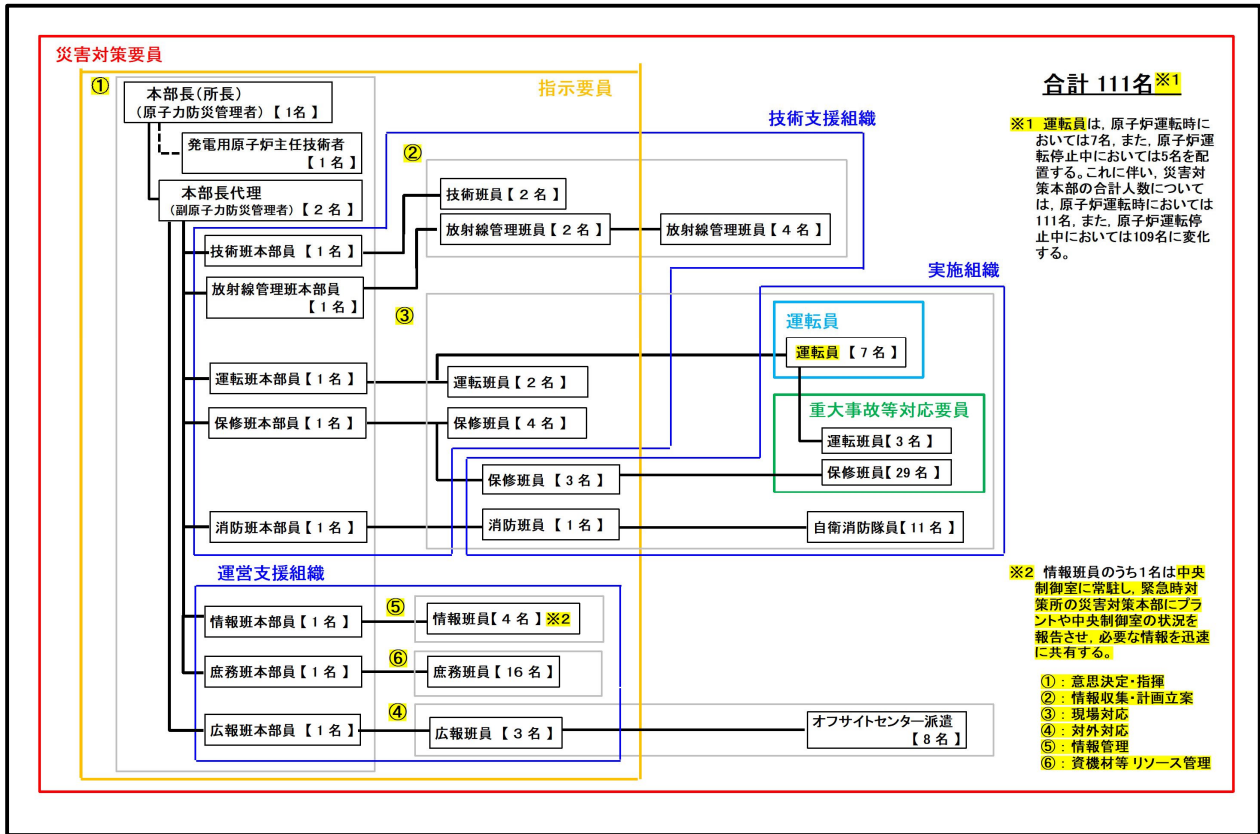 災害対策要員
①
指示要員
本部長(所長)
(原子力防災管理者)【 1名 】
発電用原子炉主任技術者
【 1 名 】
本部長代理
(副原子力防災管理者)【 2 名 】
技術支援組織
②
技術班本部員【 1 名 】
技術班員【 2 名 】
放射線管理班本部員
【 1 名 】
放射線管理班員【 2 名 】
放射線管理班員【 4 名 】
実施組織
③
運転員
運転員【 7 名 】
運転班本部員【 1 名 】
運転班員【 2 名 】
重大事故等対応要員
運転班員【 3 名 】
保修班本部員【 1 名 】
保修班員【 4 名 】
保修班員【 3 名 】
保修班員【 29 名 】
消防班本部員【 1 名 】
消防班員【 1 名 】
自衛消防隊員【 11 名 】
運営支援組織
⑤
情報班本部員【 1 名 】
情報班員【 4 名 】※2
⑥
庶務班本部員【 1 名 】
庶務班員【 16 名 】
④
広報班本部員【 1 名 】
広報班員【 3 名 】
オフサイトセンター派遣
【 8 名 】
合計 111名※1
※1 運転員は,原子炉運転時に
おいては7名,また,原子炉運
転停止中においては5名を配
置する。これに伴い,災害対
策本部の合計人数について
は,原子炉運転時においては
111名,また,原子炉運転停
止中においては109名に変化
する。
※2 情報班員のうち1名は中央
制御室に常駐し,緊急時対
策所の災害対策本部にプラ
ントや中央制御室の状況を
報告させ,必要な情報を迅速
に共有する。
①:意思決定・指揮
②:情報収集・計画立案
③:現場対応
④:対外対応
⑤:情報管理
⑥:資機材等 リソース管理